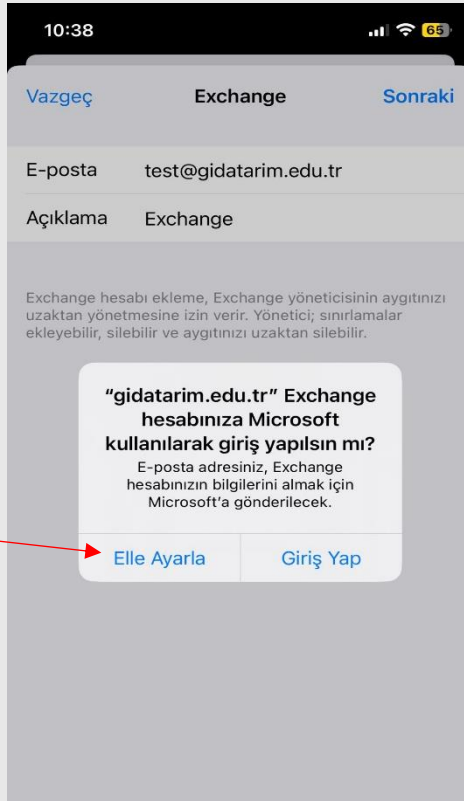 10:38
65
Vazgeç Exchange Sonraki
E-posta test@gidatarim.edu.tr
Açıklama Exchange
Exchange hesabı ekleme, Exchange yöneticisinin aygıtınızı
uzaktan yönetmesine izin verir. Yönetici; sınırlamalar
ekleyebilir, silebilir ve aygıtınızı uzaktan silebilir.
"gidatarim.edu.tr" Exchange
hesabınıza Microsoft
kullanılarak giriş yapılsın mı?
E-posta adresiniz, Exchange
hesabınızın bilgilerini almak için
Microsoft'a gönderilecek.
Elle Ayarla Giriş Yap